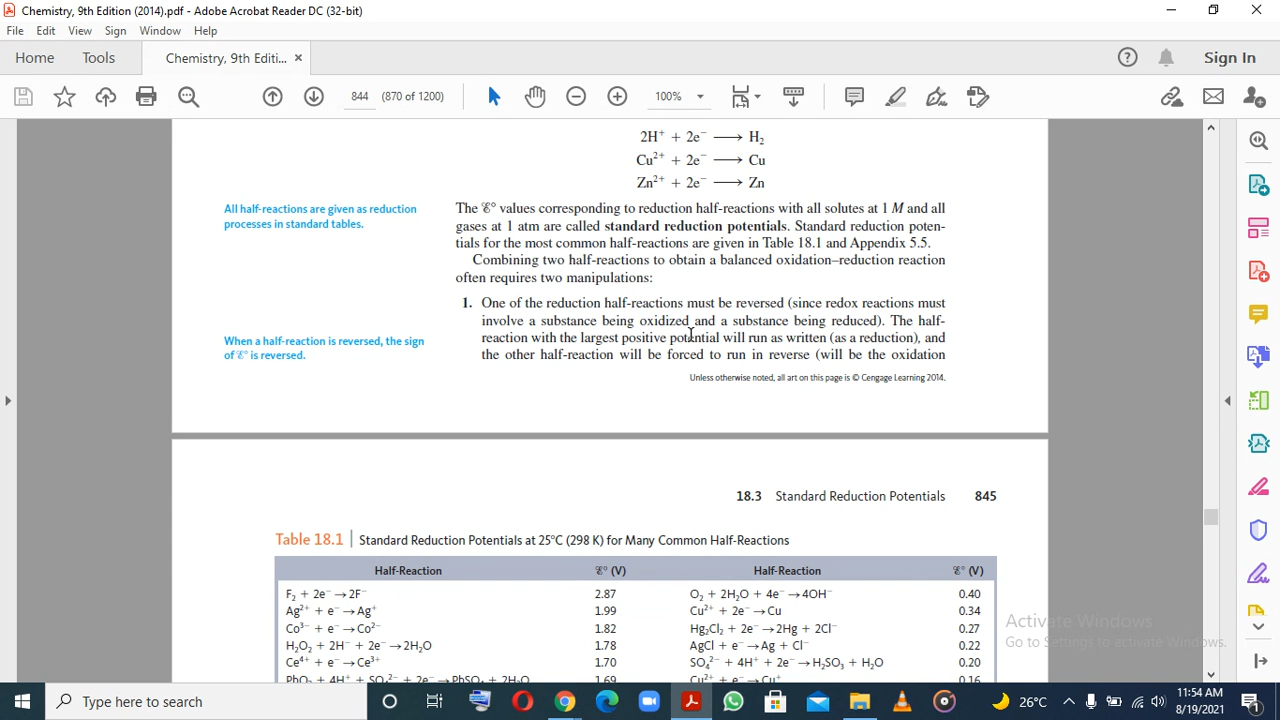 Chemistry, 9th Edition (2014).pdf - Adobe Acrobat Reader DC (32-bit)
File Edit View Sign Window Help
Home Tools Chemistry, 9th Editi... × Sign In
844 (870 of 1200) 100%
2H⁺ + 2e⁻ ⟶ H₂
Cu²⁺ + 2e⁻ ⟶ Cu
Zn²⁺ + 2e⁻ ⟶ Zn
All half-reactions are given as reduction
processes in standard tables.
The ℰ° values corresponding to reduction half-reactions with all solutes at 1 M and all
gases at 1 atm are called standard reduction potentials. Standard reduction poten-
tials for the most common half-reactions are given in Table 18.1 and Appendix 5.5.
Combining two half-reactions to obtain a balanced oxidation–reduction reaction
often requires two manipulations:
1. One of the reduction half-reactions must be reversed (since redox reactions must
involve a substance being oxidized and a substance being reduced). The half-
reaction with the largest positive potential will run as written (as a reduction), and
the other half-reaction will be forced to run in reverse (will be the oxidation
When a half-reaction is reversed, the sign
of ℰ° is reversed.
Unless otherwise noted, all art on this page is © Cengage Learning 2014.
18.3 Standard Reduction Potentials 845
Table 18.1 | Standard Reduction Potentials at 25°C (298 K) for Many Common Half-Reactions
Half-Reaction ℰ° (V) Half-Reaction ℰ° (V)
F₂ + 2e⁻ → 2F⁻ 2.87 O₂ + 2H₂O + 4e⁻ → 4OH⁻ 0.40
Ag²⁺ + e⁻ → Ag⁺ 1.99 Cu²⁺ + 2e⁻ → Cu 0.34
Co³⁺ + e⁻ → Co²⁺ 1.82 Hg₂Cl₂ + 2e⁻ → 2Hg + 2Cl⁻ 0.27
H₂O₂ + 2H⁺ + 2e⁻ → 2H₂O 1.78 AgCl + e⁻ → Ag + Cl⁻ 0.22
Ce⁴⁺ + e⁻ → Ce³⁺ 1.70 SO₄²⁻ + 4H⁺ + 2e⁻ → H₂SO₃ + H₂O 0.20
PbO₂ + 4H⁺ + SO₄²⁻ + 2e⁻ → PbSO₄ + 2H₂O 1.69 Cu²⁺ + e⁻ → Cu⁺ 0.16
Activate Windows
Go to Settings to activate Windows.
Type here to search
26°C
11:54 AM
8/19/2021
1